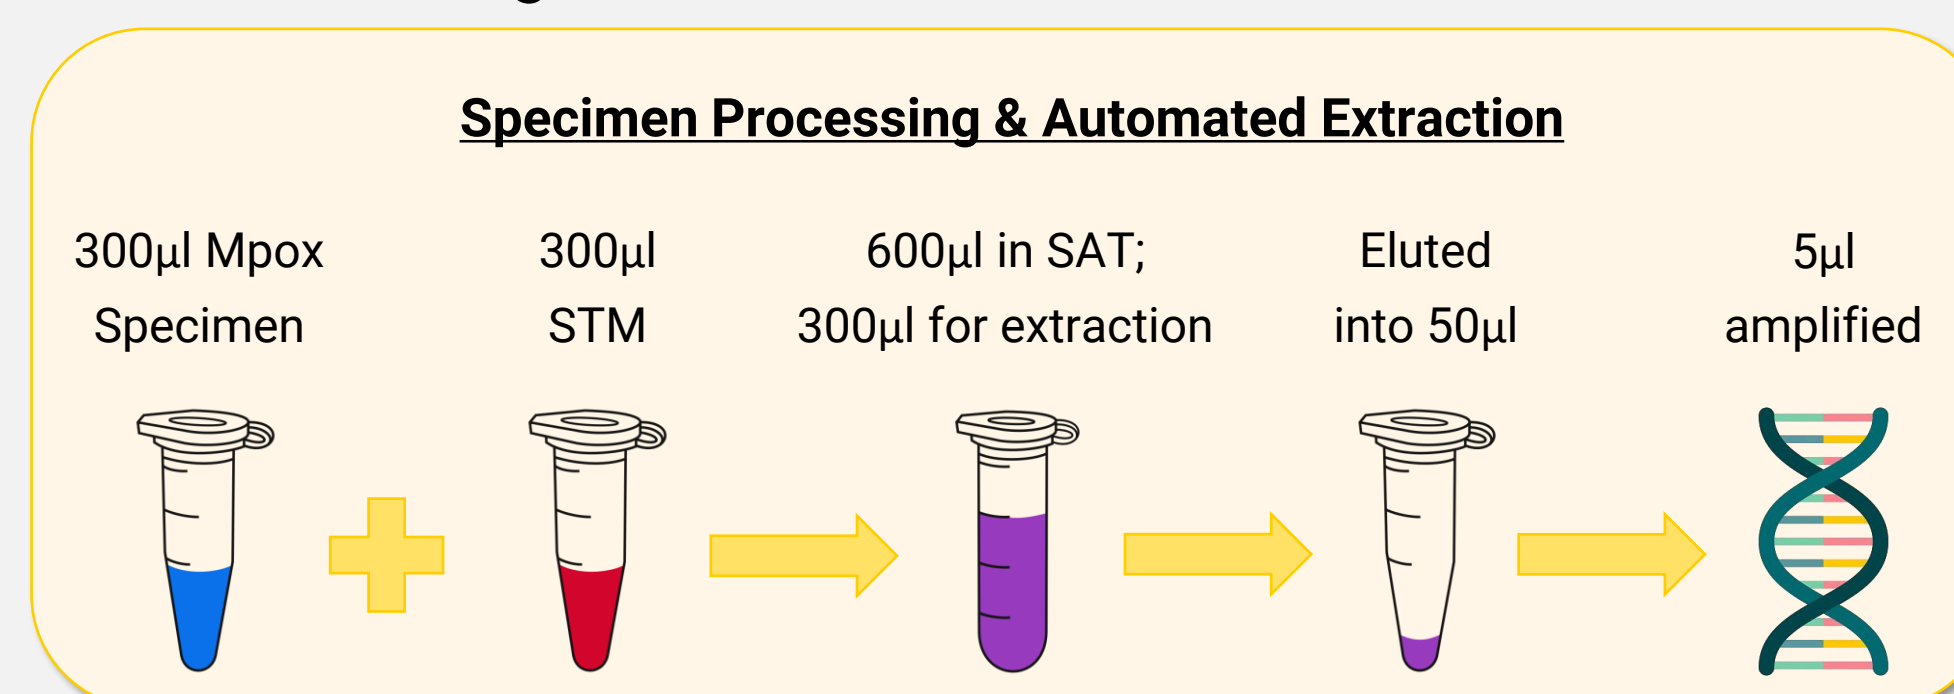 Specimen Processing & Automated Extraction
300µl Mpox
Specimen
300µl
STM
600µl in SAT;
300µl for extraction
Eluted
into 50µl
5µl
amplified